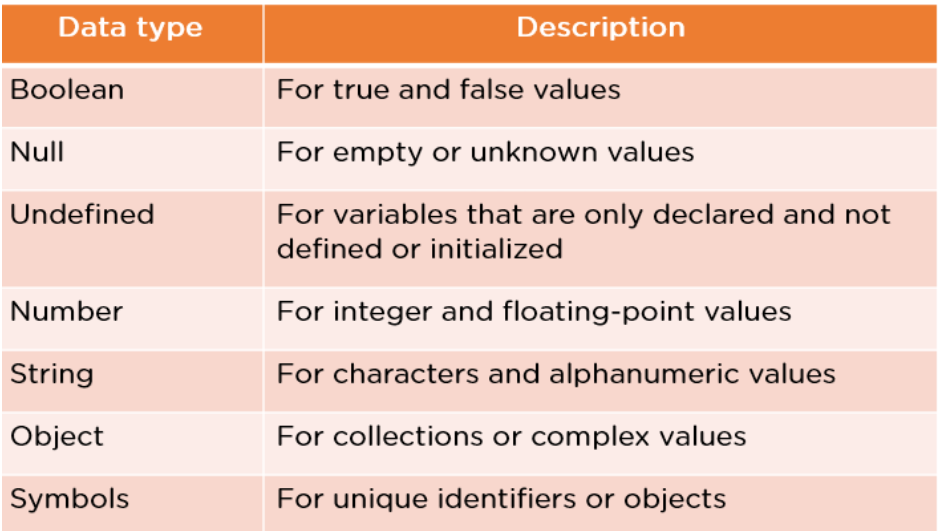 Data type Description
Boolean For true and false values
Null For empty or unknown values
Undefined For variables that are only declared and not
defined or initialized
Number For integer and floating-point values
String For characters and alphanumeric values
Object For collections or complex values
Symbols For unique identifiers or objects